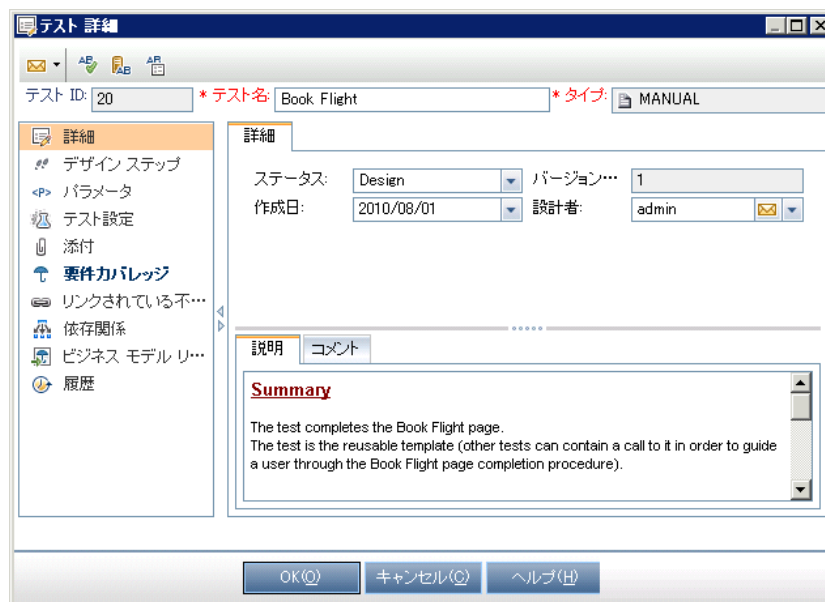 テスト 詳細
テスト ID: 20 * テスト名: Book Flight * タイプ: MANUAL
詳細
デザイン ステップ
<P> パラメータ
テスト設定
添付
要件カバレッジ
リンクされている不…
依存関係
ビジネス モデル リ…
履歴
詳細
ステータス: Design バージョン… 1
作成日: 2010/08/01 設計者: admin
説明 コメント
Summary
The test completes the Book Flight page.
The test is the reusable template (other tests can contain a call to it in order to guide
a user through the Book Flight page completion procedure).
OK(O) キャンセル(C) ヘルプ(H)